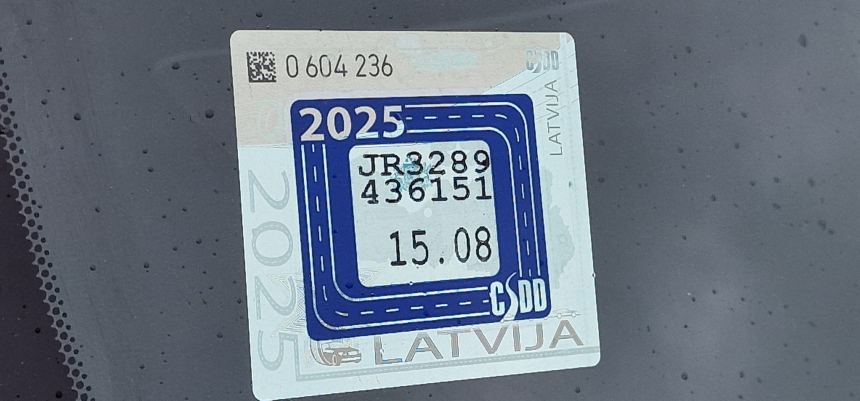 0 604 236
CSDD
LATVIJA
2025
JR3289
436151
15.08
CSDD
2025
LATVIJA